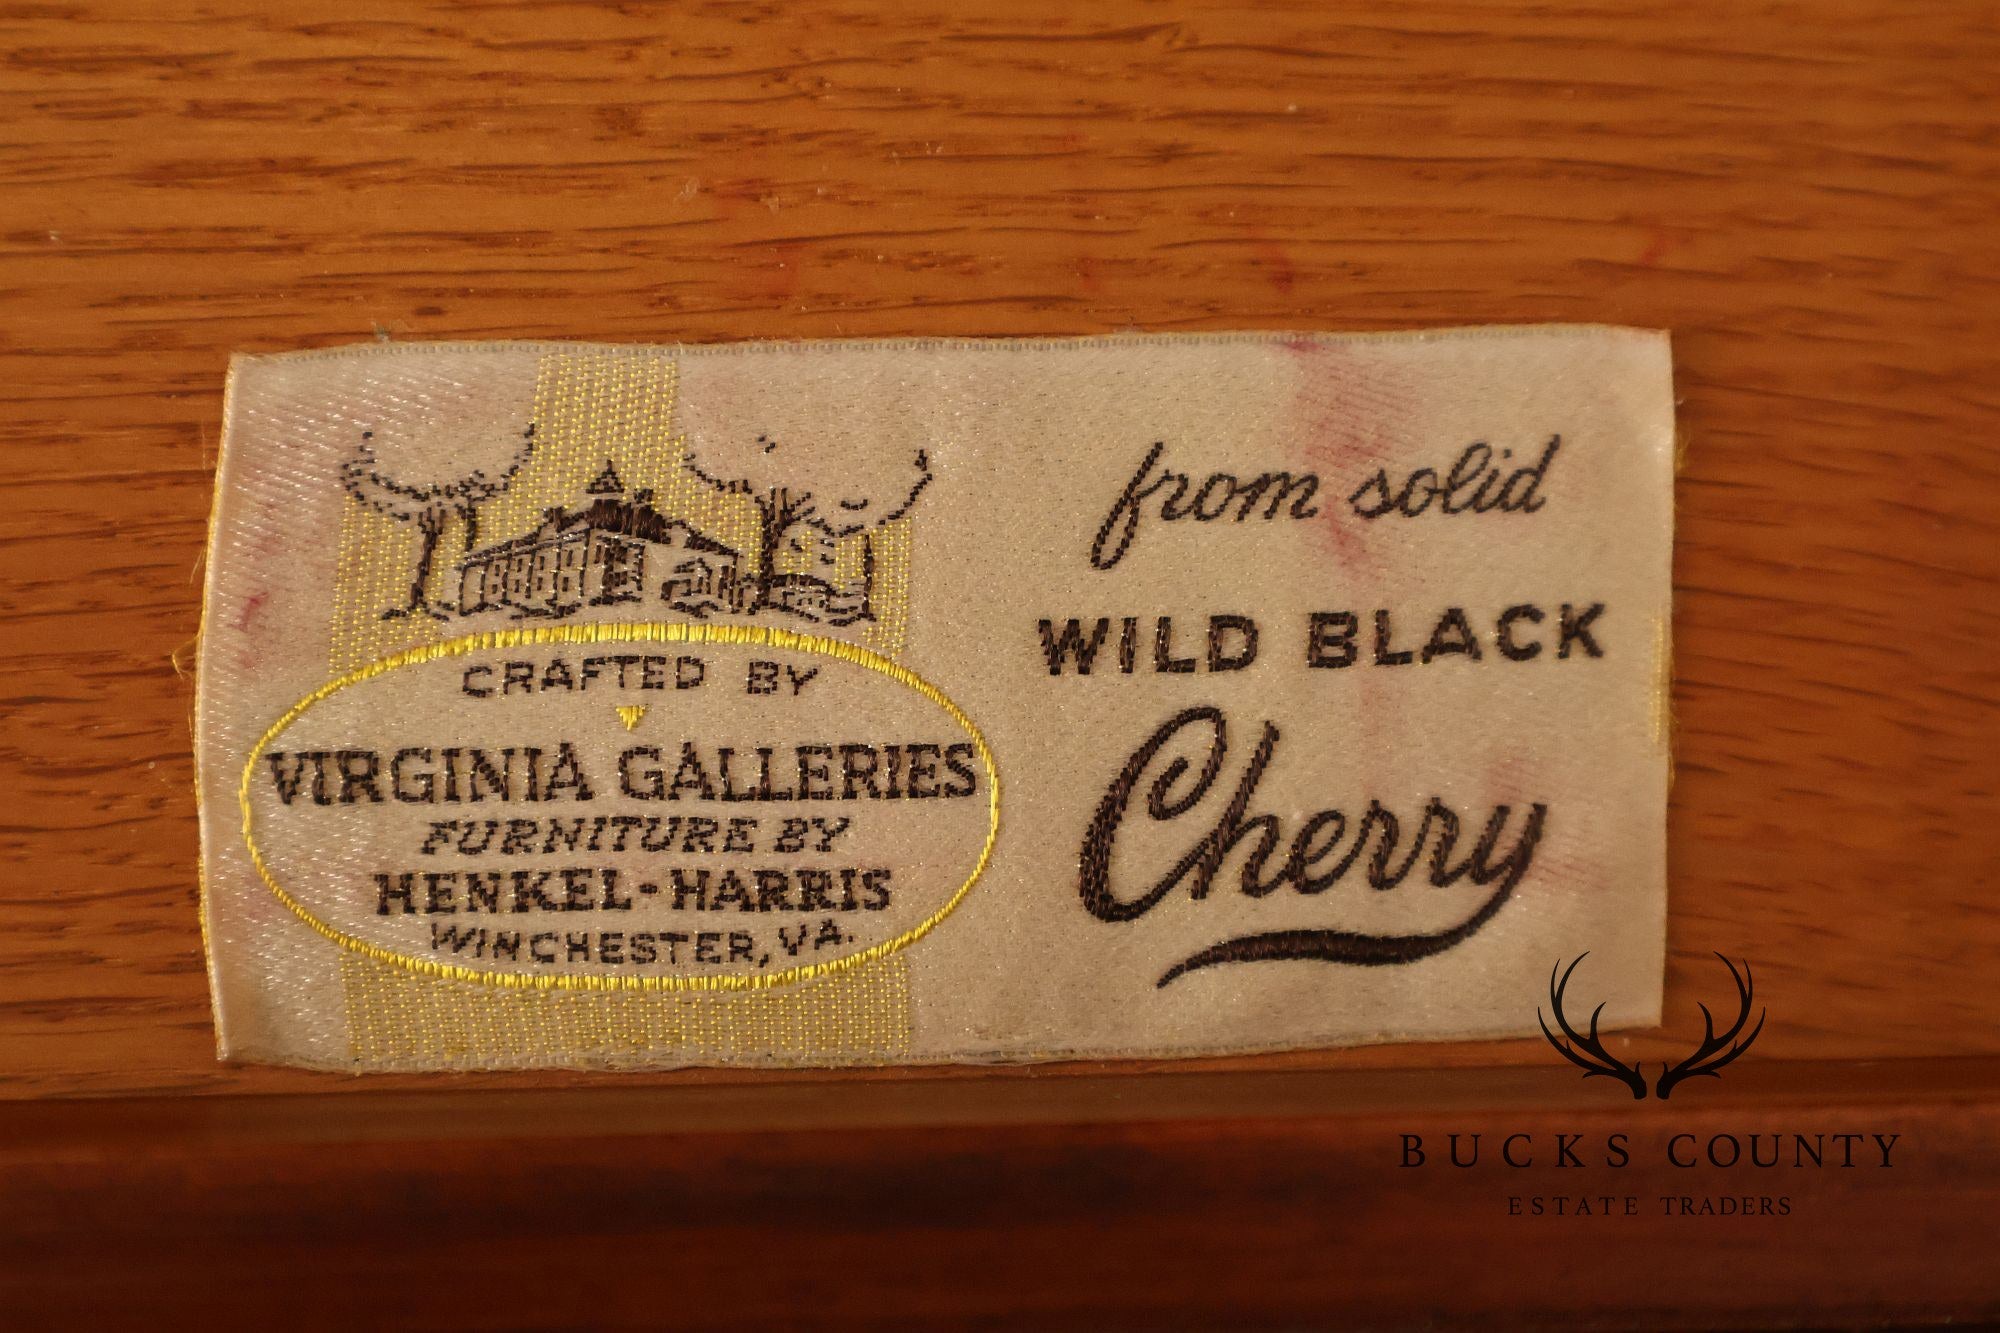 CRAFTED BY
VIRGINIA GALLERIES
FURNITURE BY
HENKEL-HARRIS
WINCHESTER, VA.
from solid
WILD BLACK
Cherry
BUCKS COUNTY
ESTATE TRADERS